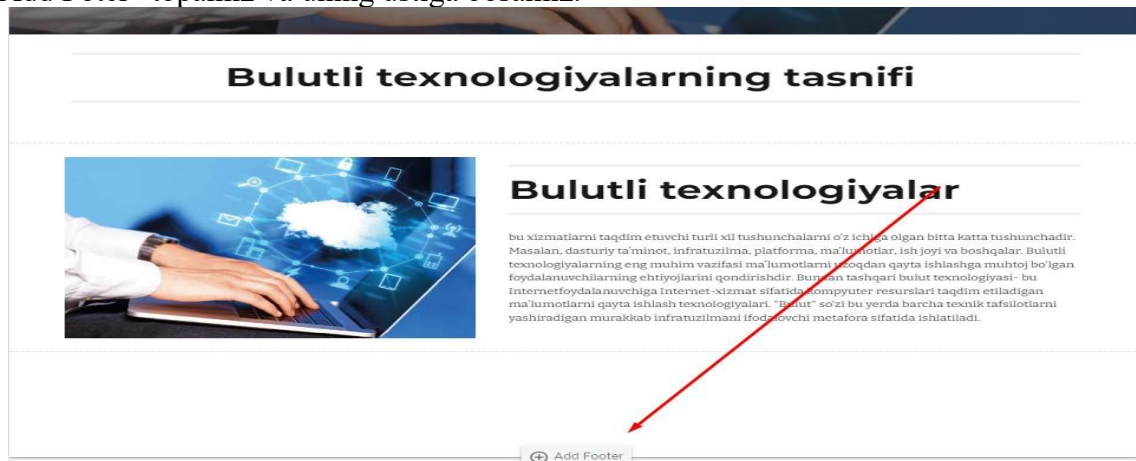 Bulutli texnologiyalarning tasnifi
Bulutli texnologiyalar
bu xizmatlarni taqdim etuvchi turli xil tushunchalarni o'z ichiga olgan bitta katta tushunchadir.
Masalan, dasturiy ta'minot, infratuzilma, platforma, ma'lumotlar, ish joyi va boshqalar. Bulutli
texnologiyalarning eng muhim vazifasi ma'lumotlarni uzoqdan qayta ishlashga muhtoj bo'lgan
foydalanuvchilarning ehtiyojlarini qondirishdir. Bundan tashqari bulut texnologiyasi- bu
Internetfoydalanuvchiga Internet-xizmat sifatida kompyuter resurslari taqdim etiladigan
ma'lumotlarni qayta ishlash texnologiyalari. "Bulut" so'zi bu yerda barcha texnik tafsilotlarni
yashiradigan murakkab infratuzilmani ifodalovchi metafora sifatida ishlatiladi.
Add Footer